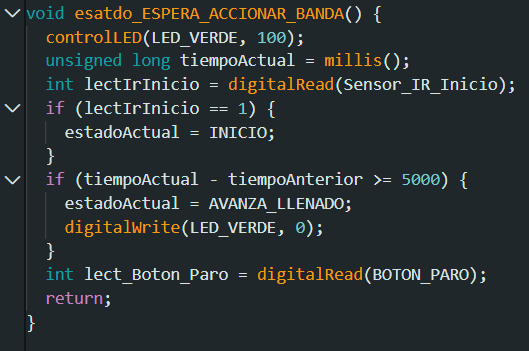 void esatdo_ESPERA_ACCIONAR_BANDA() {
  controlLED(LED_VERDE, 100);
  unsigned long tiempoActual = millis();
  int lectIrInicio = digitalRead(Sensor_IR_Inicio);
  if (lectIrInicio == 1) {
    estadoActual = INICIO;
  }
  if (tiempoActual - tiempoAnterior >= 5000) {
    estadoActual = AVANZA_LLENADO;
    digitalWrite(LED_VERDE, 0);
  }
  int lect_Boton_Paro = digitalRead(BOTON_PARO);
  return;
}